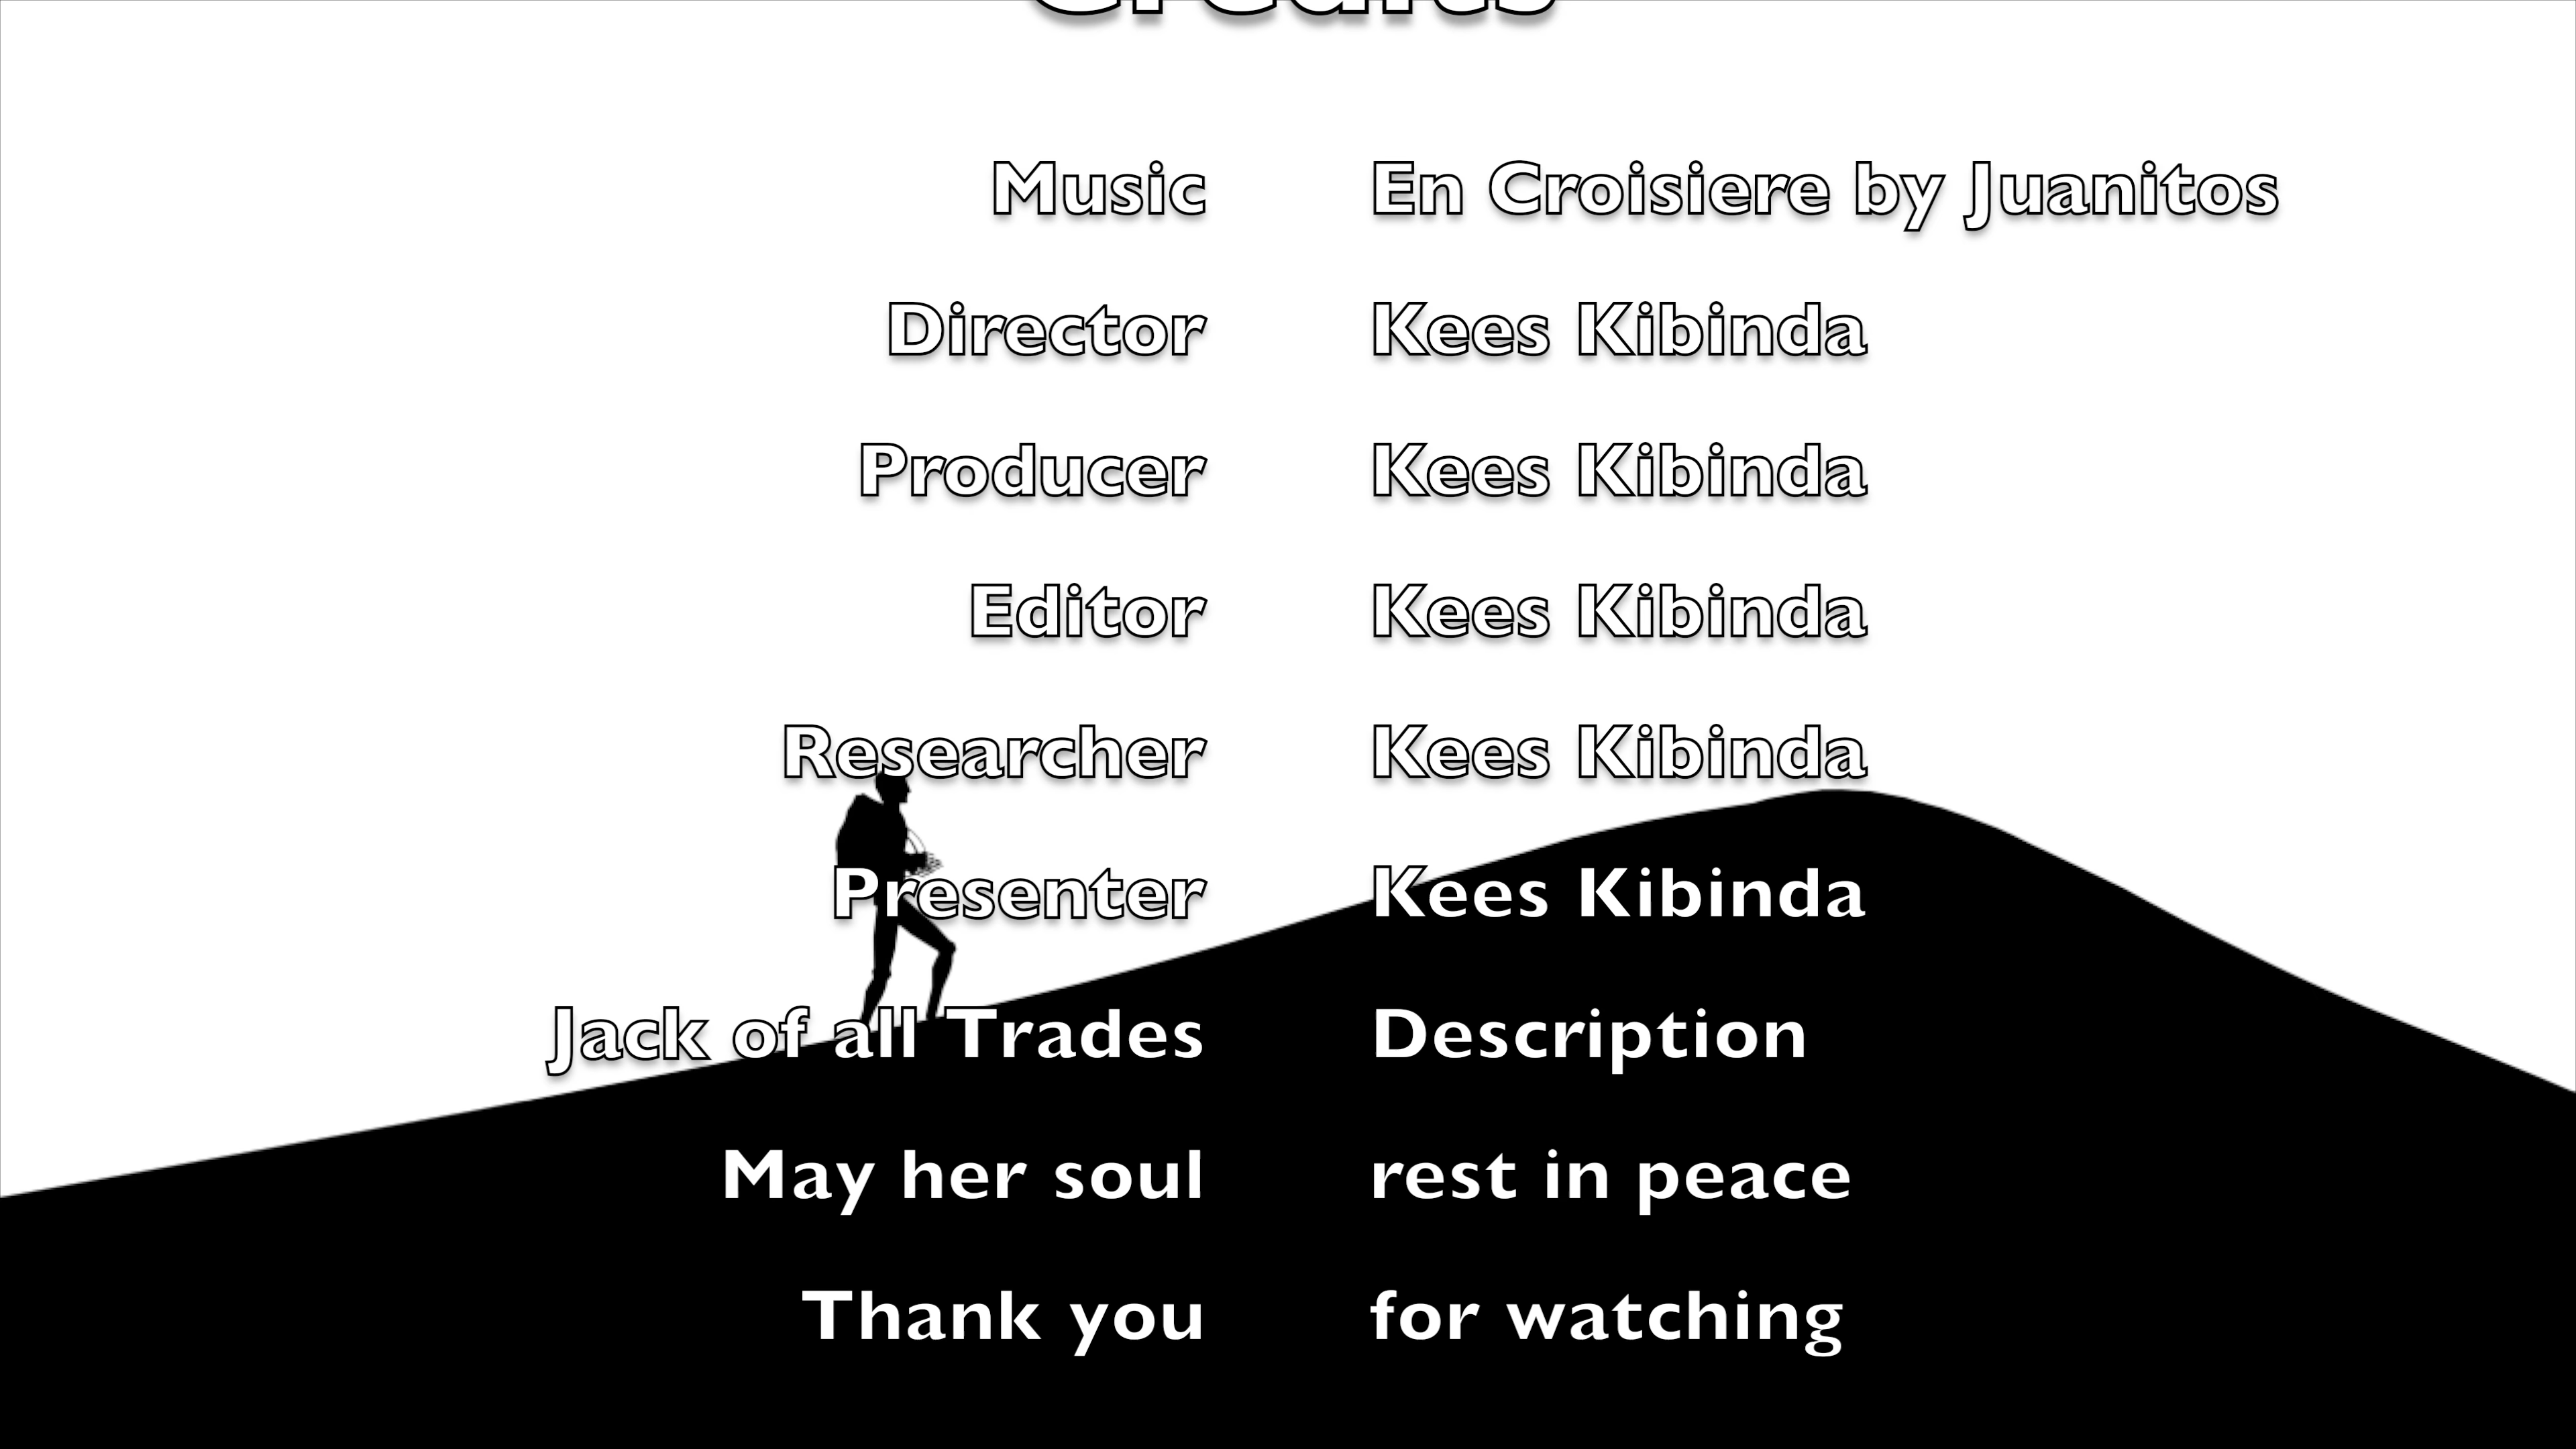 Credits
Music En Croisiere by Juanitos
Director Kees Kibinda
Producer Kees Kibinda
Editor Kees Kibinda
Researcher Kees Kibinda
Presenter Kees Kibinda
Jack of all Trades Description
May her soul rest in peace
Thank you for watching